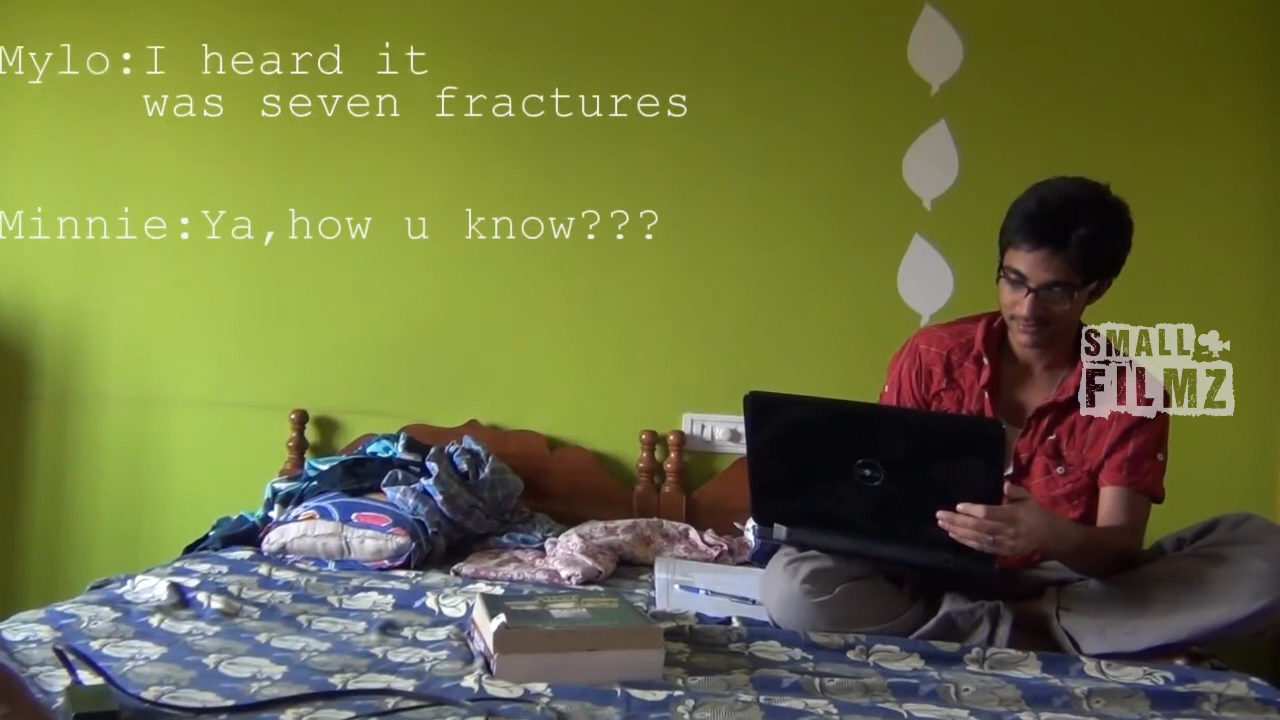 Mylo:I heard it
was seven fractures
Minnie:Ya,how u know???
SMALL
FILMZ